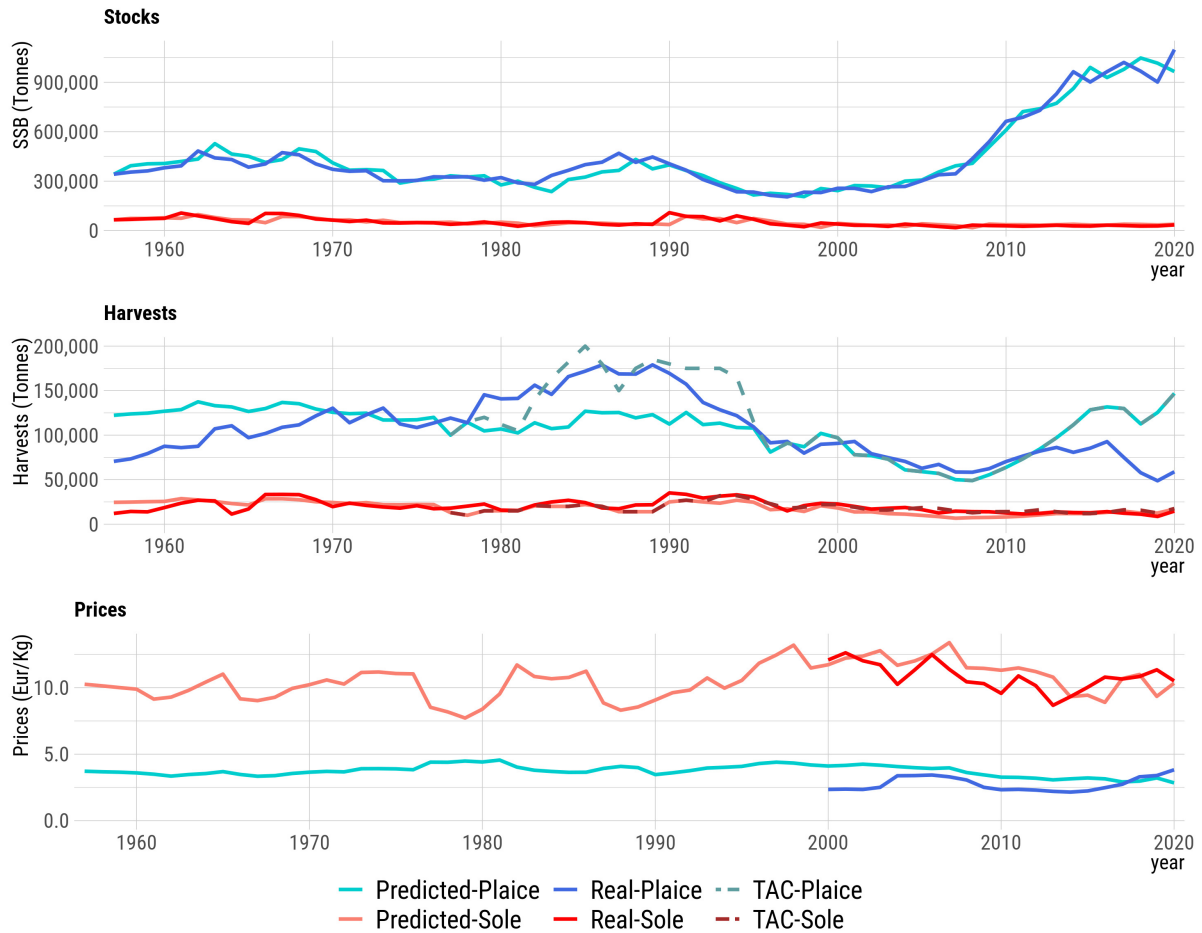 Stocks
SSB (Tonnes)
900,000
600,000
300,000
0
1960 1970 1980 1990 2000 2010 2020
year
Harvests
Harvests (Tonnes)
200,000
150,000
100,000
50,000
0
1960 1970 1980 1990 2000 2010 2020
year
Prices
Prices (Eur/Kg)
10.0
5.0
0.0
1960 1970 1980 1990 2000 2010 2020
year
Predicted-Plaice Real-Plaice TAC-Plaice
Predicted-Sole Real-Sole TAC-Sole